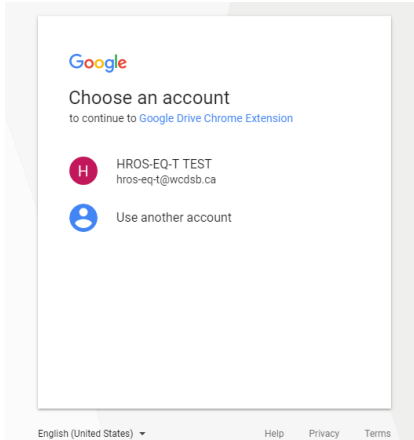 Google
Choose an account
to continue to Google Drive Chrome Extension
H
HROS-EQ-T TEST
hros-eq-t@wcdsb.ca
Use another account
English (United States)
Help Privacy Terms